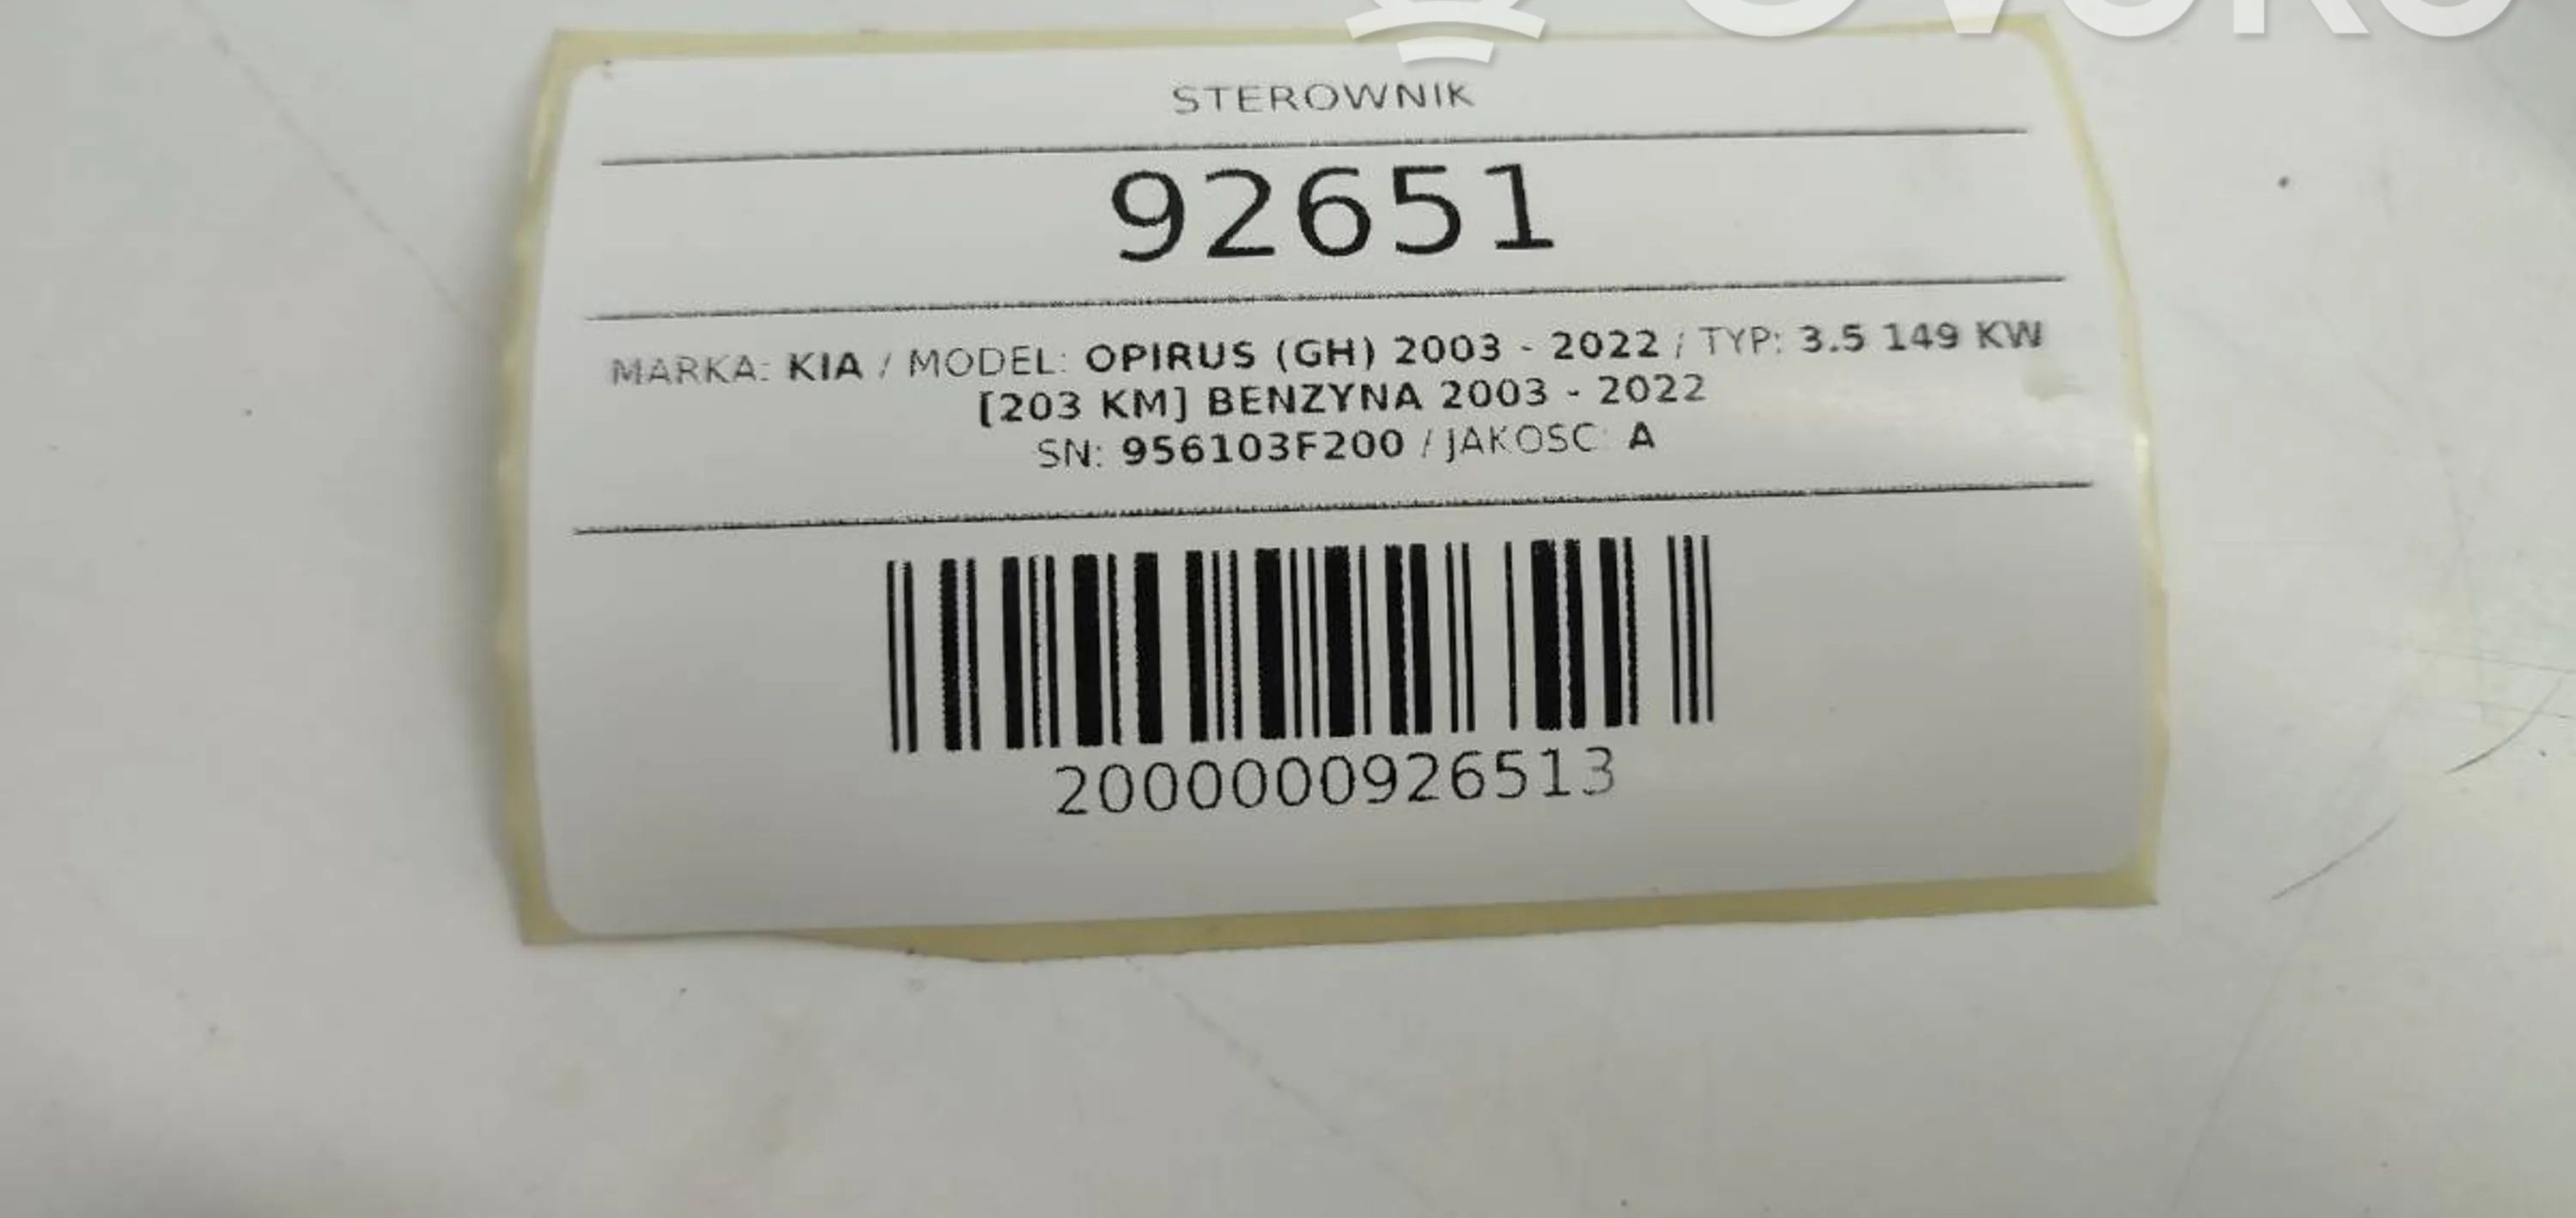 STEROWNIK
92651
MARKA: KIA / MODEL: OPIRUS (GH) 2003 - 2022 / TYP: 3.5 149 KW
[203 KM] BENZYNA 2003 - 2022
SN: 956103F200 / JAKOSC: A
2000000926513